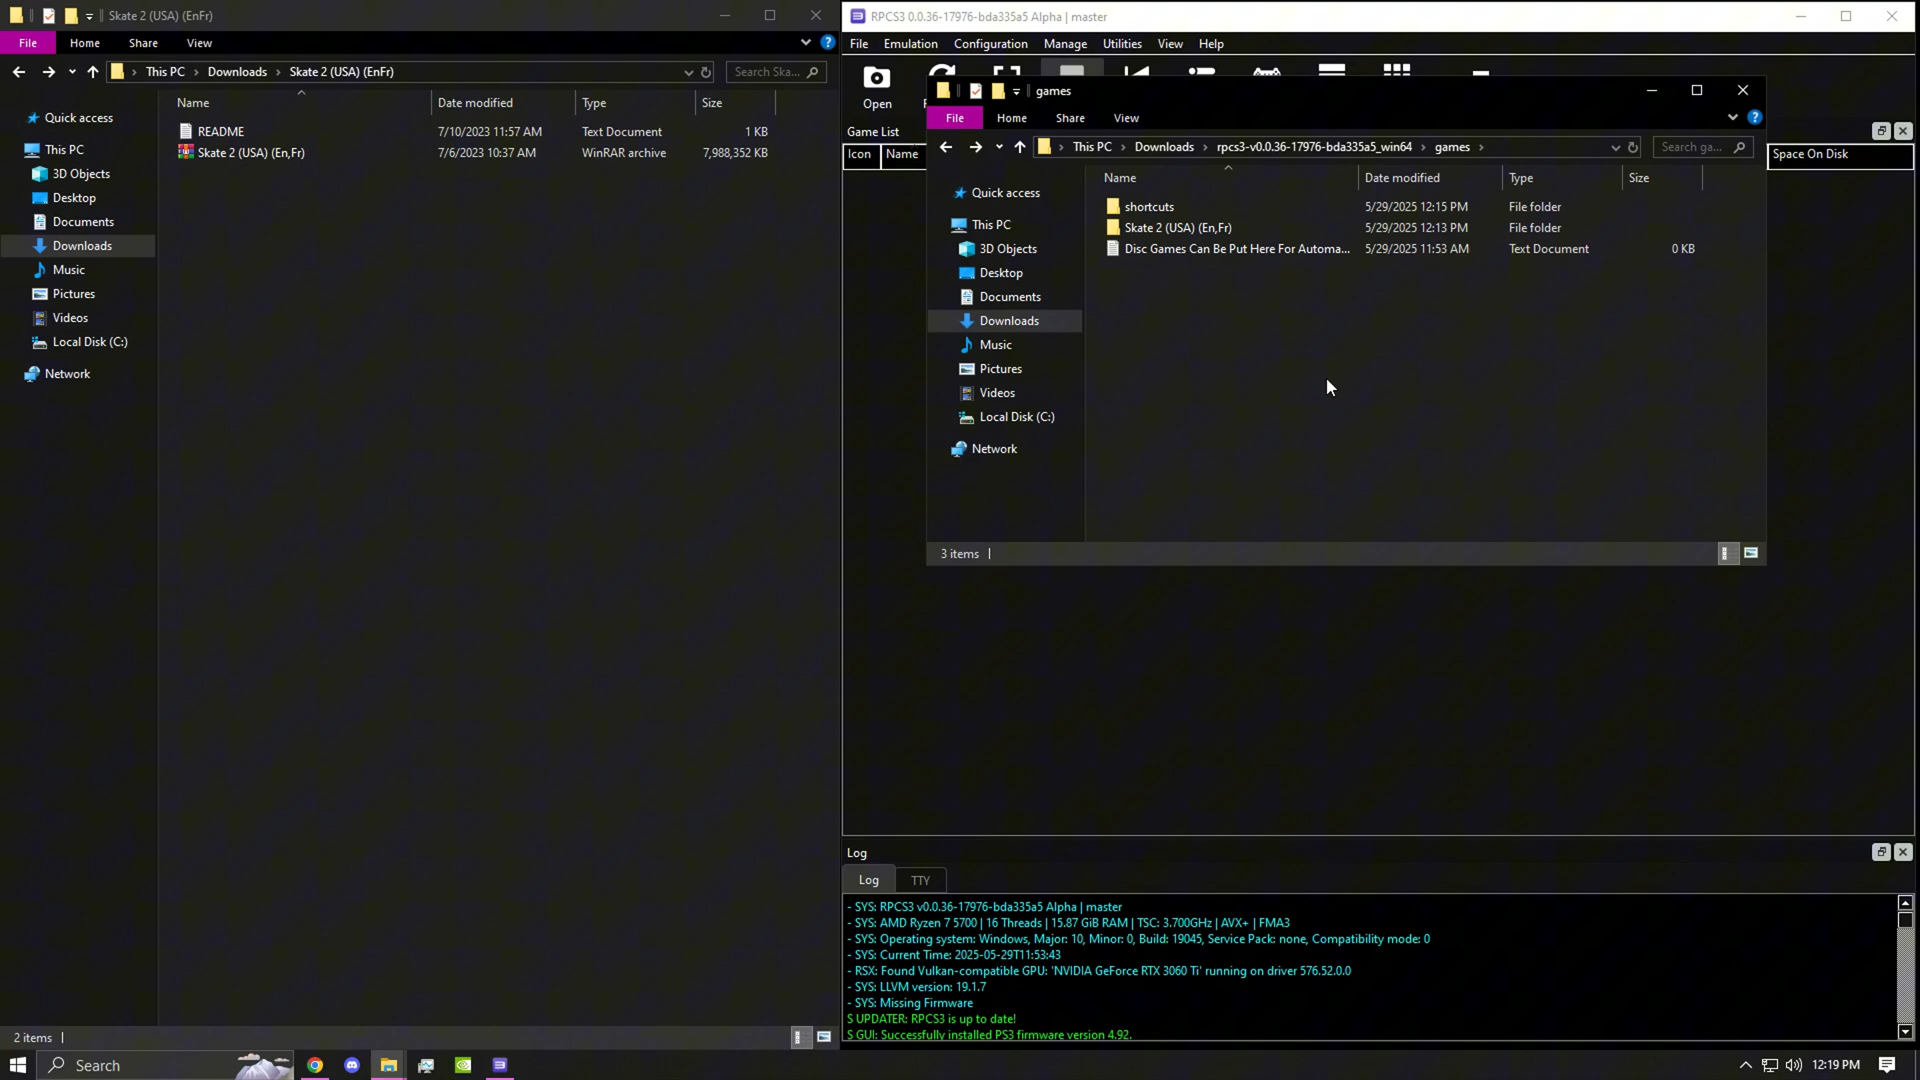 Skate 2 (USA) (EnFr)
File
Home
Share
View
This PC
Downloads
Skate 2 (USA) (EnFr)
Search Ska...
Quick access
This PC
3D Objects
Desktop
Documents
Downloads
Music
Pictures
Videos
Local Disk (C:)
Network
Name
Date modified
Type
Size
README
7/10/2023 11:57 AM
Text Document
1 KB
Skate 2 (USA) (En,Fr)
7/6/2023 10:37 AM
WinRAR archive
7,988,352 KB
2 items
RPCS3 0.0.36-17976-bda335a5 Alpha | master
File
Emulation
Configuration
Manage
Utilities
View
Help
Open
Game List
Icon
Name
Space On Disk
games
File
Home
Share
View
This PC
Downloads
rpcs3-v0.0.36-17976-bda335a5_win64
games
Search ga...
Quick access
This PC
3D Objects
Desktop
Documents
Downloads
Music
Pictures
Videos
Local Disk (C:)
Network
Name
Date modified
Type
Size
shortcuts
5/29/2025 12:15 PM
File folder
Skate 2 (USA) (En,Fr)
5/29/2025 12:13 PM
File folder
Disc Games Can Be Put Here For Automa...
5/29/2025 11:53 AM
Text Document
0 KB
3 items
Log
Log
TTY
- SYS: RPCS3 v0.0.36-17976-bda335a5 Alpha | master
- SYS: AMD Ryzen 7 5700 | 16 Threads | 15.87 GiB RAM | TSC: 3.700GHz | AVX+ | FMA3
- SYS: Operating system: Windows, Major: 10, Minor: 0, Build: 19045, Service Pack: none, Compatibility mode: 0
- SYS: Current Time: 2025-05-29T11:53:43
- RSX: Found Vulkan-compatible GPU: 'NVIDIA GeForce RTX 3060 Ti' running on driver 576.52.0.0
- SYS: LLVM version: 19.1.7
- SYS: Missing Firmware
S UPDATER: RPCS3 is up to date!
S GUI: Successfully installed PS3 firmware version 4.92.
Search
12:19 PM